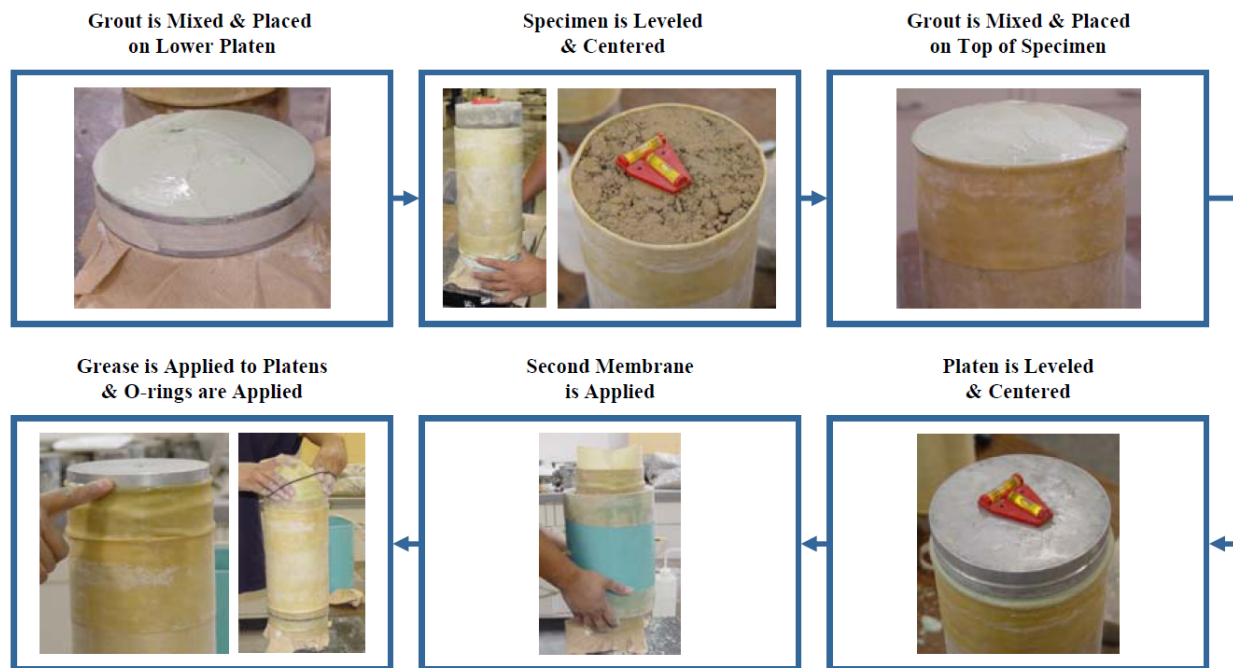 Grout is Mixed & Placed
on Lower Platen
Specimen is Leveled
& Centered
Grout is Mixed & Placed
on Top of Specimen
Grease is Applied to Platens
& O-rings are Applied
Second Membrane
is Applied
Platen is Leveled
& Centered